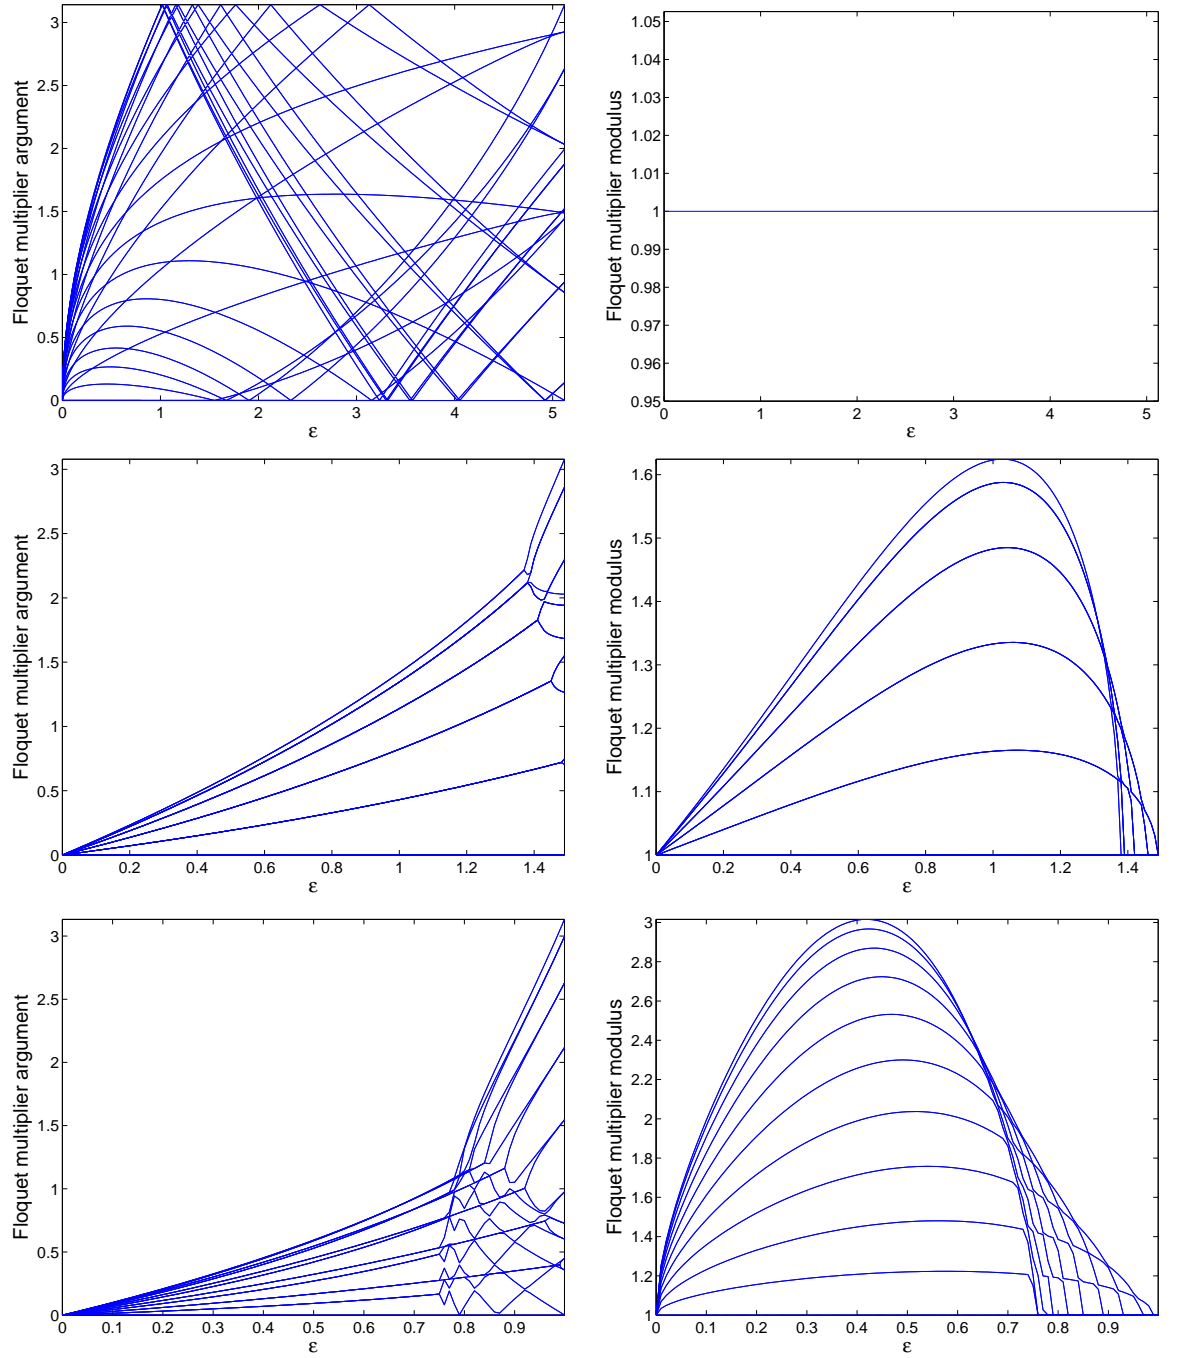 3
2.5
2
1.5
1
0.5
0
0 1 2 3 4 5
ε
Floquet multiplier argument
1.05
1.04
1.03
1.02
1.01
1
0.99
0.98
0.97
0.96
0.95
0 1 2 3 4 5
ε
Floquet multiplier modulus
3
2.5
2
1.5
1
0.5
0
0 0.2 0.4 0.6 0.8 1 1.2 1.4
ε
Floquet multiplier argument
1.6
1.5
1.4
1.3
1.2
1.1
1
0 0.2 0.4 0.6 0.8 1 1.2 1.4
ε
Floquet multiplier modulus
3
2.5
2
1.5
1
0.5
0
0 0.1 0.2 0.3 0.4 0.5 0.6 0.7 0.8 0.9
ε
Floquet multiplier argument
3
2.8
2.6
2.4
2.2
2
1.8
1.6
1.4
1.2
1
0 0.1 0.2 0.3 0.4 0.5 0.6 0.7 0.8 0.9
ε
Floquet multiplier modulus